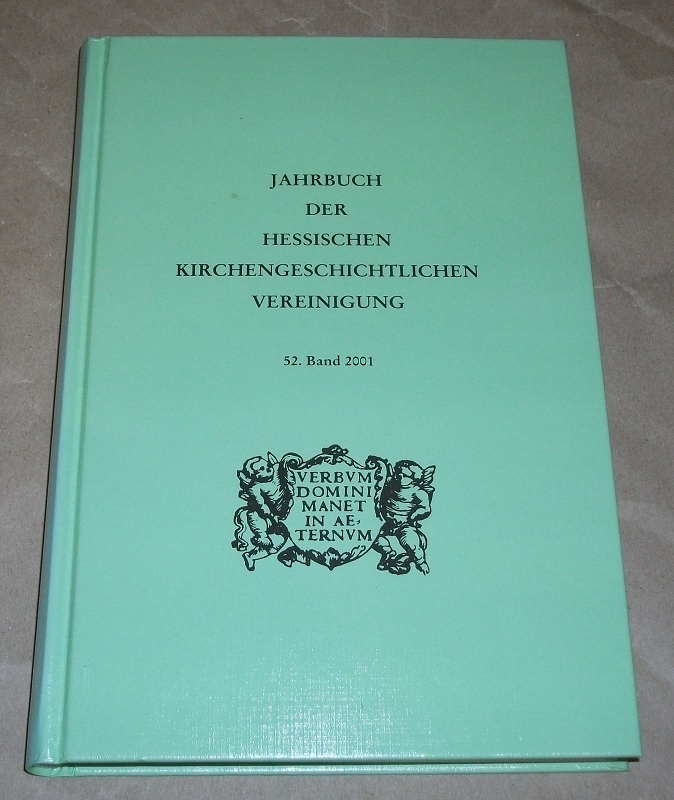 JAHRBUCH
DER
HESSISCHEN
KIRCHENGESCHICHTLICHEN
VEREINIGUNG
52. Band 2001
VERBVM
DOMINI
MANET
IN AE,
TERNVM